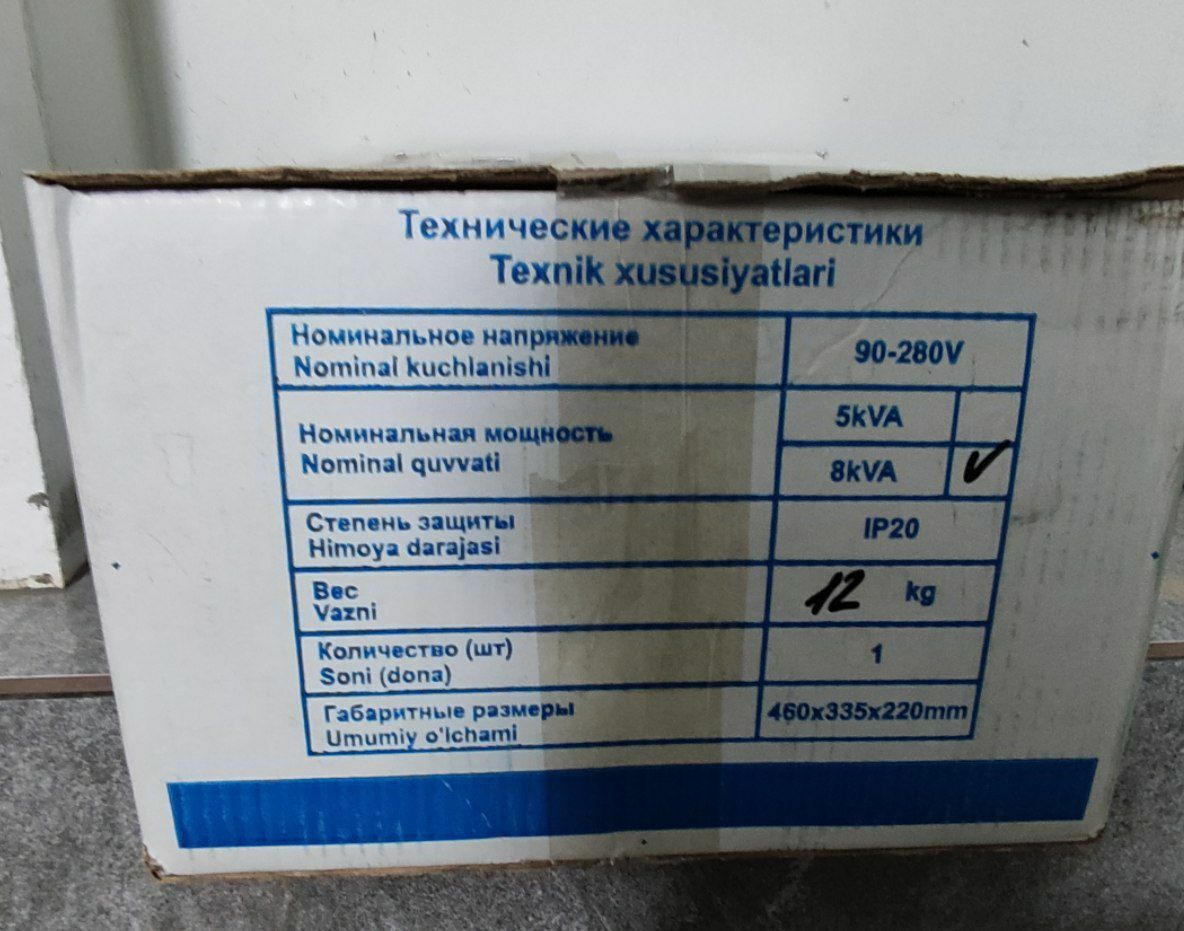 Технические характеристики
Texnik xususiyatlari
Номинальное напряжение
Nominal kuchlanishi
90-280V
Номинальная мощность
Nominal quvvati
5kVA
8kVA ✓
Степень защиты
Himoya darajasi
IP20
Вес
Vazni
12 kg
Количество (шт)
Soni (dona)
1
Габаритные размеры
Umumiy o'lchami
460x335x220mm